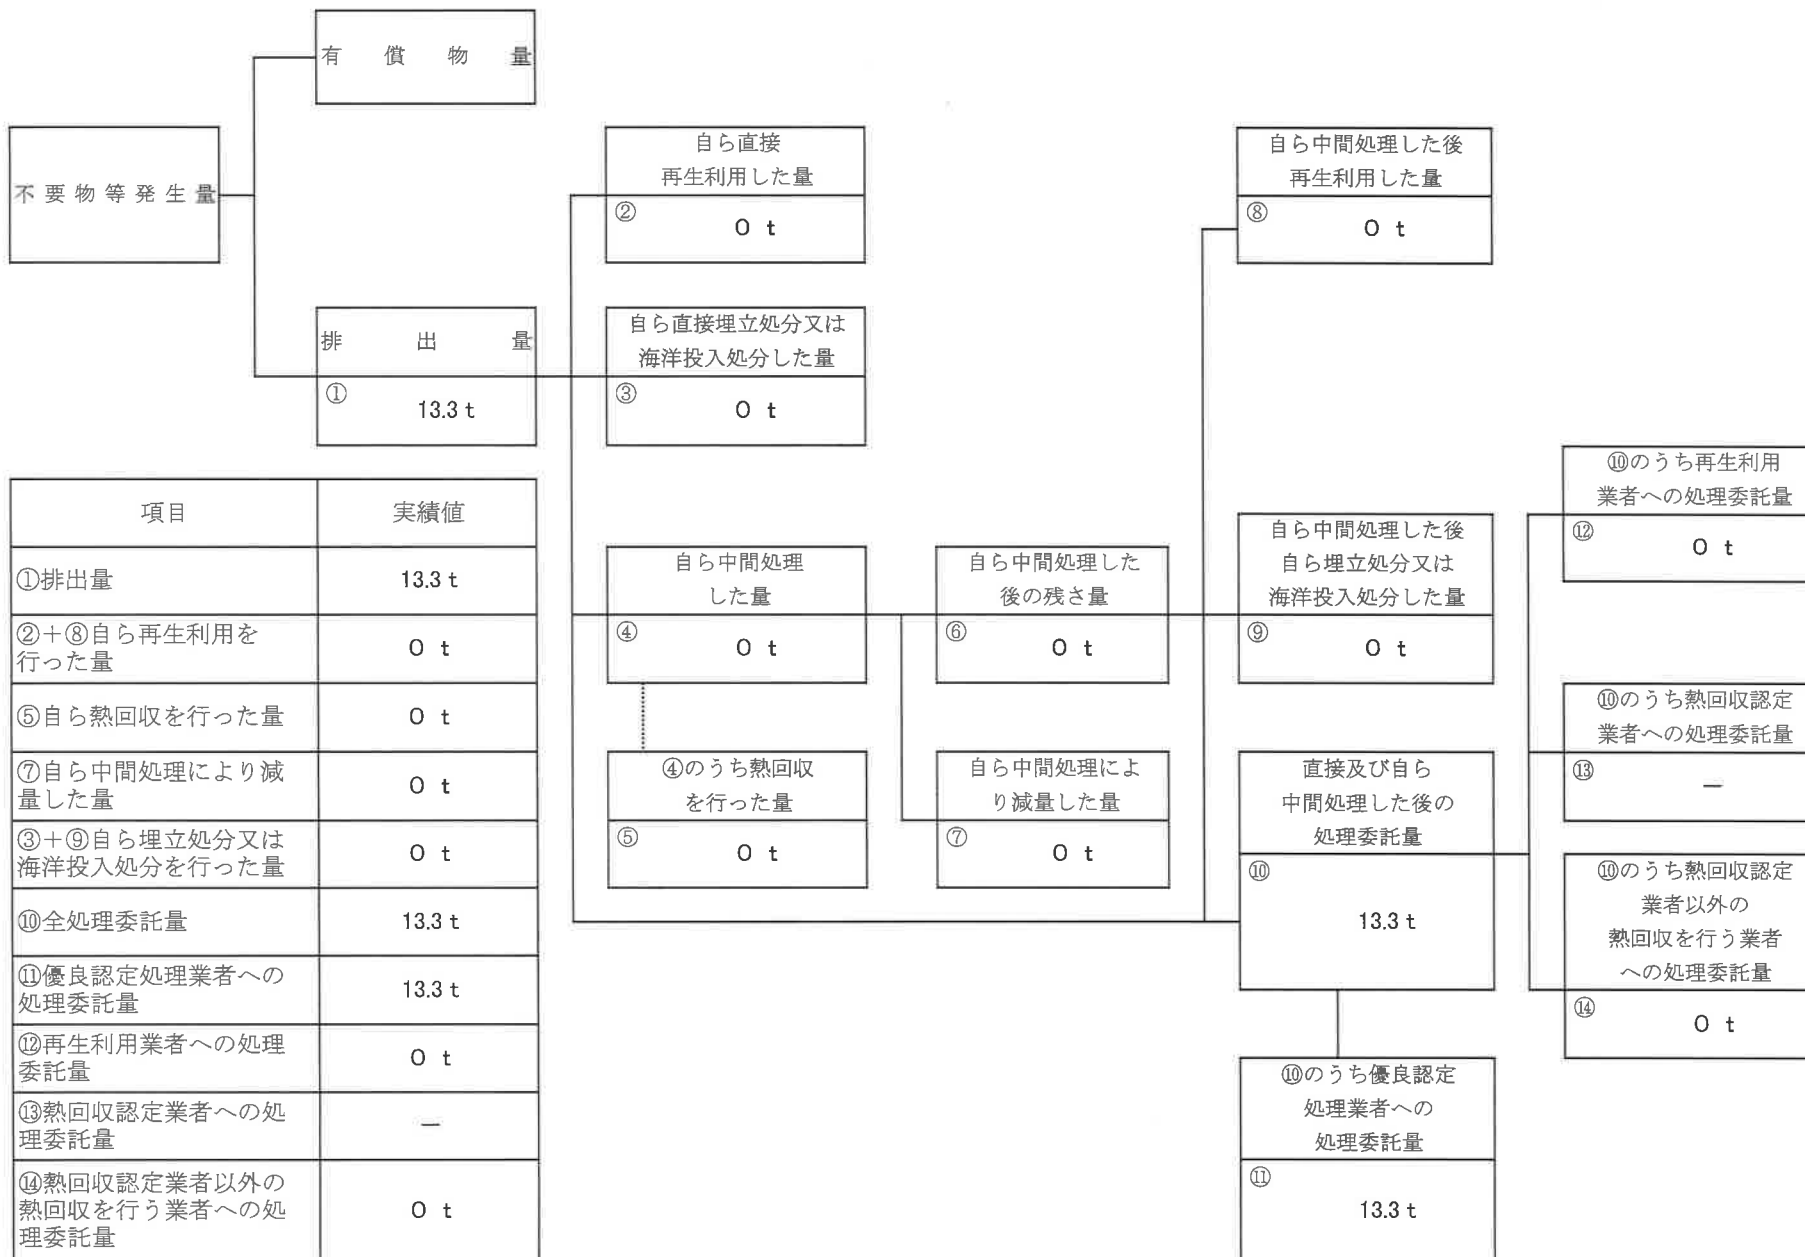 有償物量
不要物等発生量
排出量
①
13.3 t
自ら直接
再生利用した量
②
0 t
自ら直接埋立処分又は
海洋投入処分した量
③
0 t
自ら中間処理
した量
④
0 t
④のうち熱回収
を行った量
⑤
0 t
自ら中間処理した
後の残さ量
⑥
0 t
自ら中間処理によ
り減量した量
⑦
0 t
自ら中間処理した後
再生利用した量
⑧
0 t
自ら中間処理した後
自ら埋立処分又は
海洋投入処分した量
⑨
0 t
直接及び自ら
中間処理した後の
処理委託量
⑩
13.3 t
⑩のうち優良認定
処理業者への
処理委託量
⑪
13.3 t
⑩のうち再生利用
業者への処理委託量
⑫
0 t
⑩のうち熱回収認定
業者への処理委託量
⑬
―
⑩のうち熱回収認定
業者以外の
熱回収を行う業者
への処理委託量
⑭
0 t
項目 実績値
①排出量 13.3 t
②+⑧自ら再生利用を
行った量 0 t
⑤自ら熱回収を行った量 0 t
⑦自ら中間処理により減
量した量 0 t
③+⑨自ら埋立処分又は
海洋投入処分を行った量 0 t
⑩全処理委託量 13.3 t
⑪優良認定処理業者への
処理委託量 13.3 t
⑫再生利用業者への処理
委託量 0 t
⑬熱回収認定業者への処
理委託量 ―
⑭熱回収認定業者以外の
熱回収を行う業者への処
理委託量 0 t